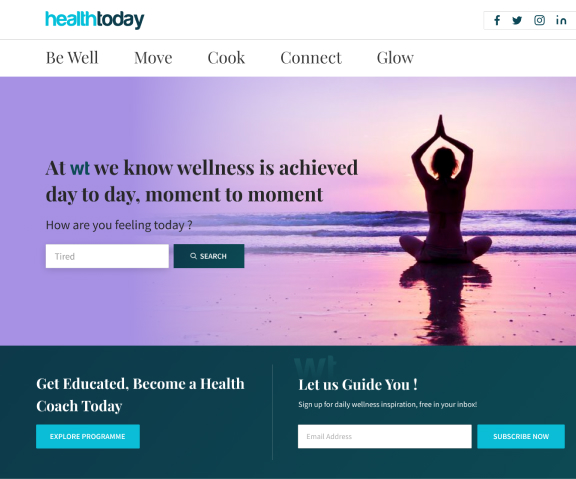 healthtoday
Be Well Move Cook Connect Glow
At wt we know wellness is achieved
day to day, moment to moment
How are you feeling today ?
Tired
SEARCH
wt
Get Educated, Become a Health
Coach Today
EXPLORE PROGRAMME
Let us Guide You !
Sign up for daily wellness inspiration, free in your inbox!
Email Address
SUBSCRIBE NOW